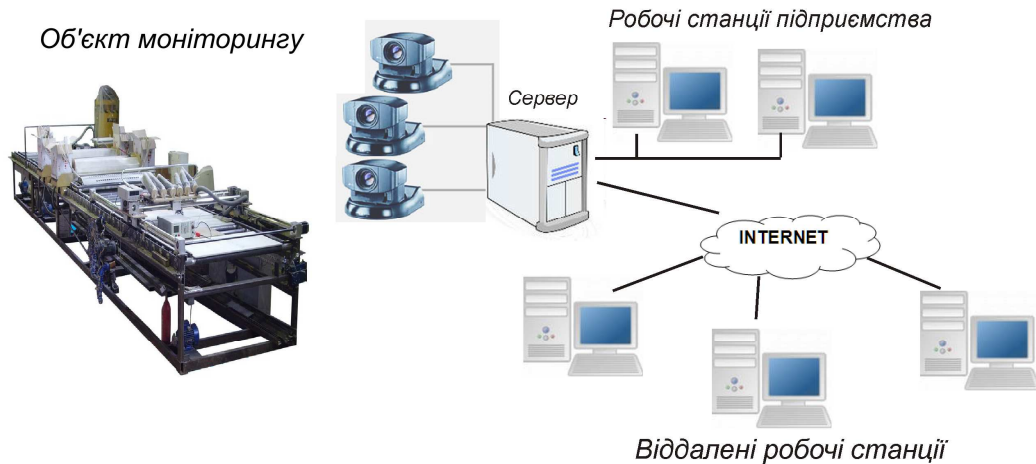 Робочі станції підприємства
Об'єкт моніторингу
Сервер
INTERNET
Віддалені робочі станції